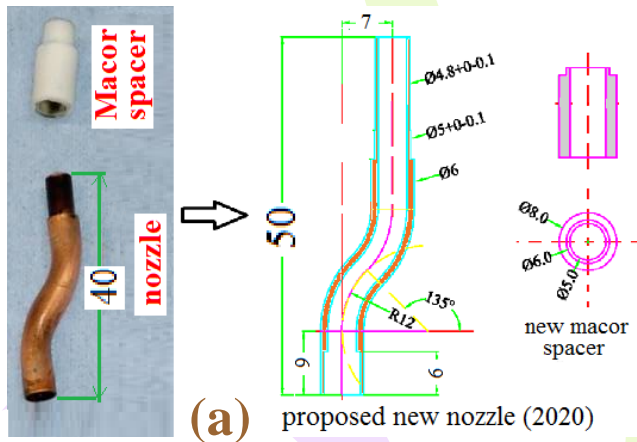 Macor
spacer
nozzle
40
7
50
Ø4.8+0-0.1
Ø5+0-0.1
Ø6
135°
R12
9
6
Ø8.0
Ø6.0
Ø5.0
new macor
spacer
(a) proposed new nozzle (2020)